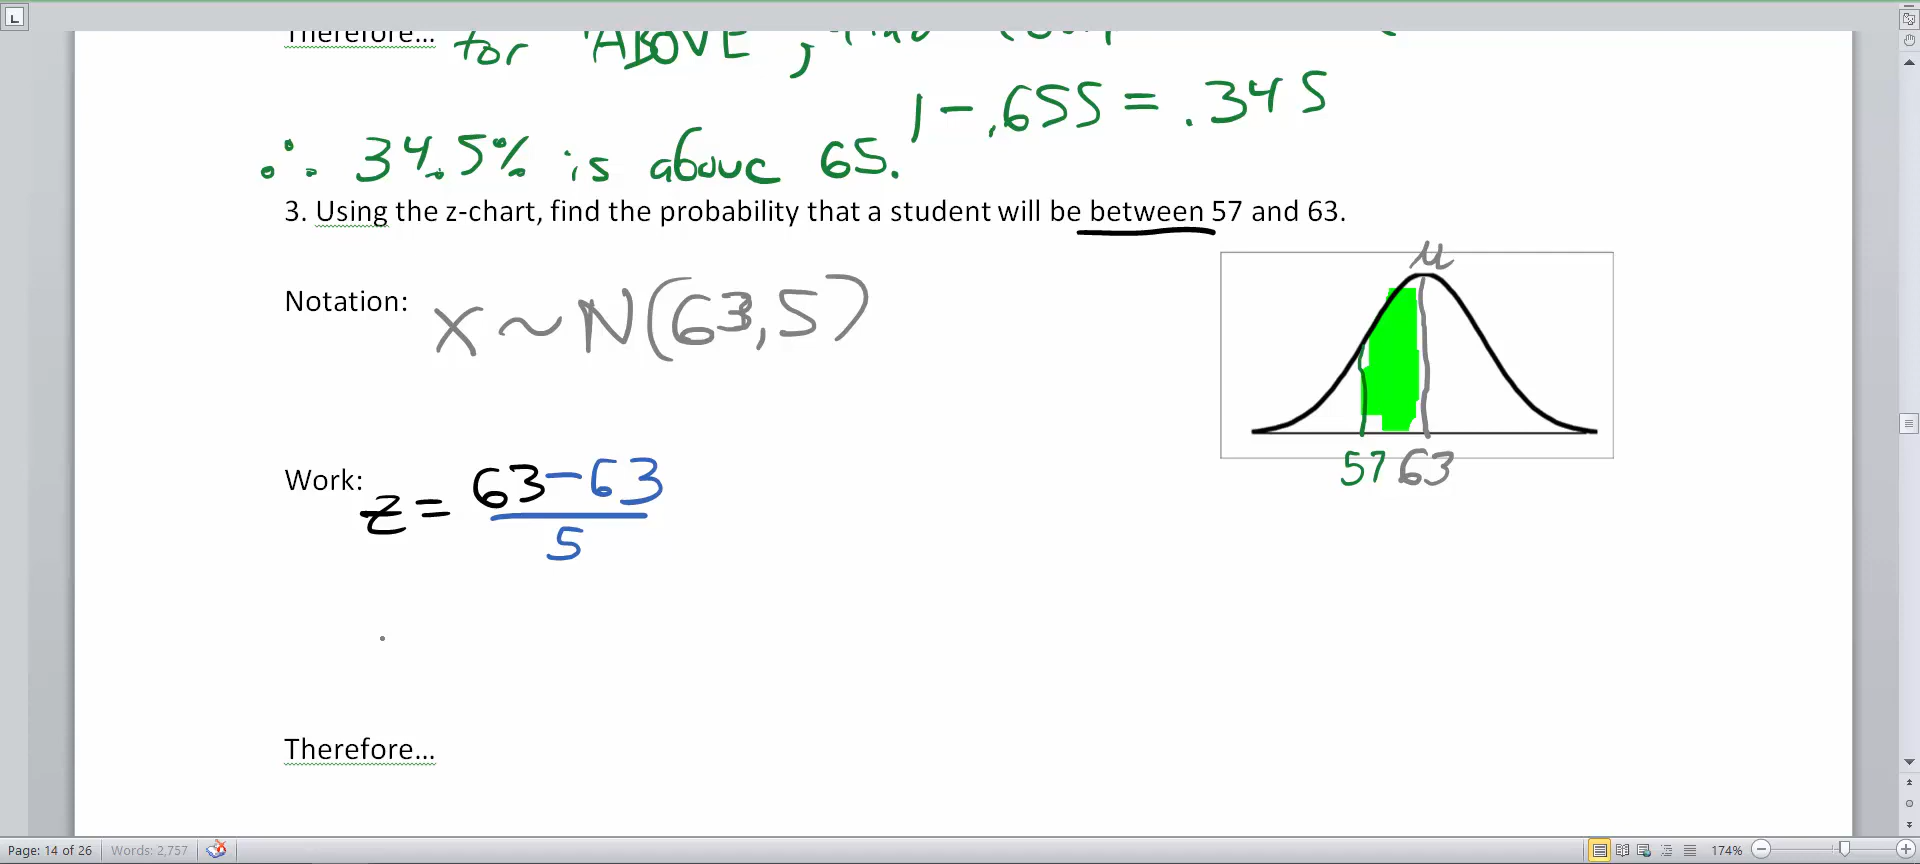 Therefore...
for "ABOVE",
1 - .655 = .345
∴ 34.5% is above 65.
3. Using the z-chart, find the probability that a student will be between 57 and 63.
μ
Notation: X ~ N(63,5)
57 63
Work: z = 63-63
5
Therefore...
Page: 14 of 26 Words: 2,757 174%